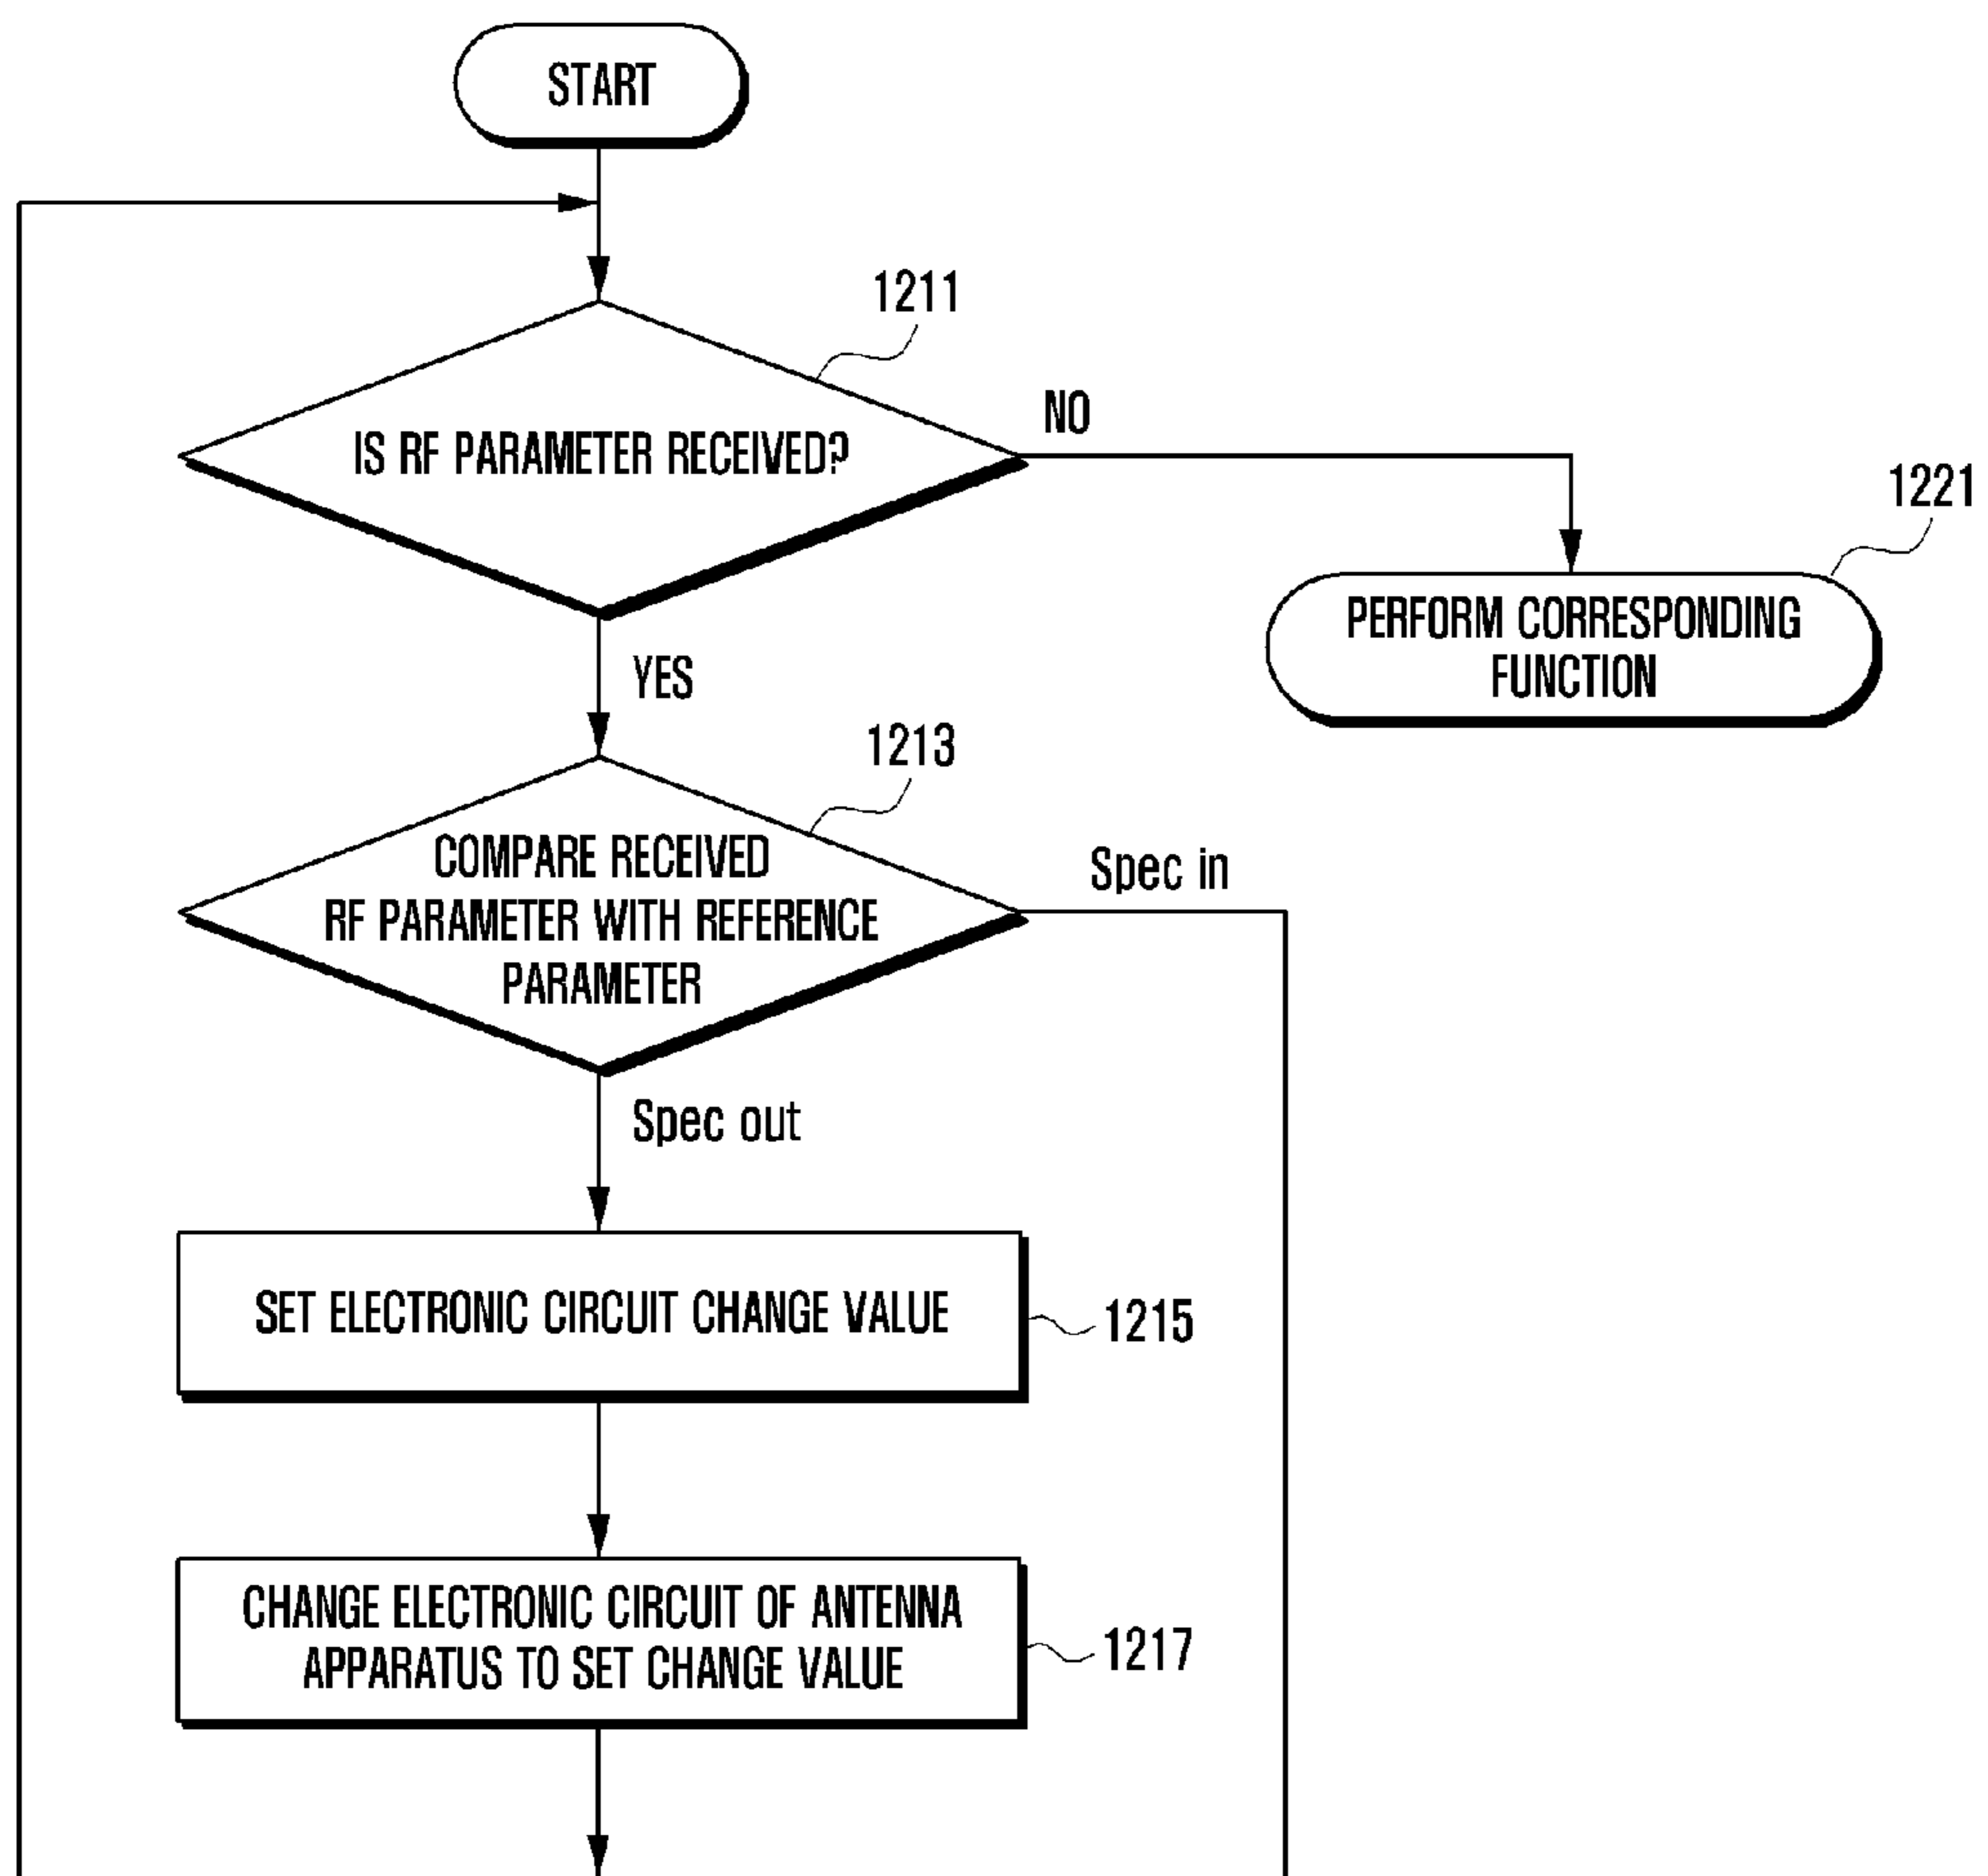 START
1211
NO
IS RF PARAMETER RECEIVED?
1221
PERFORM CORRESPONDING
FUNCTION
YES
1213
COMPARE RECEIVED
RF PARAMETER WITH REFERENCE
PARAMETER
Spec in
Spec out
SET ELECTRONIC CIRCUIT CHANGE VALUE
1215
CHANGE ELECTRONIC CIRCUIT OF ANTENNA
APPARATUS TO SET CHANGE VALUE
1217